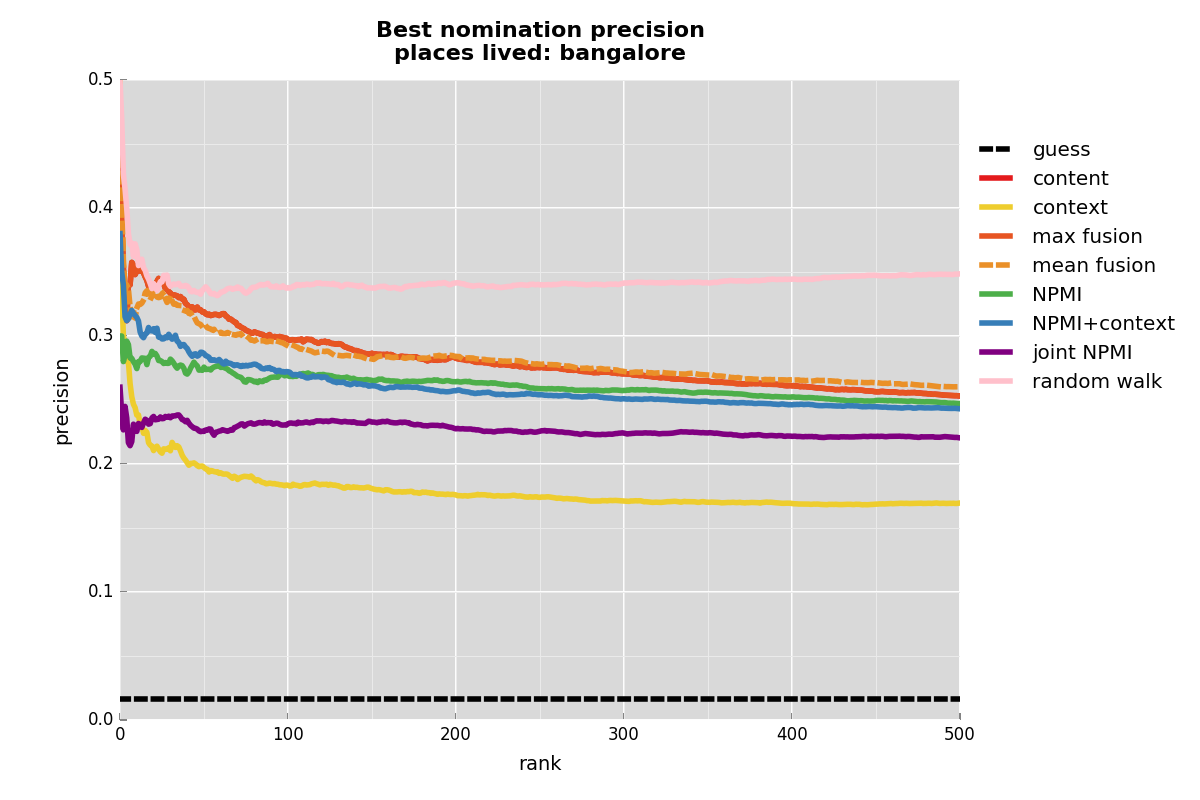 Best nomination precision
places lived: bangalore
0.5
0.4
0.3
0.2
0.1
0.0
precision
0
100
200
300
400
500
rank
guess
content
context
max fusion
mean fusion
NPMI
NPMI+context
joint NPMI
random walk